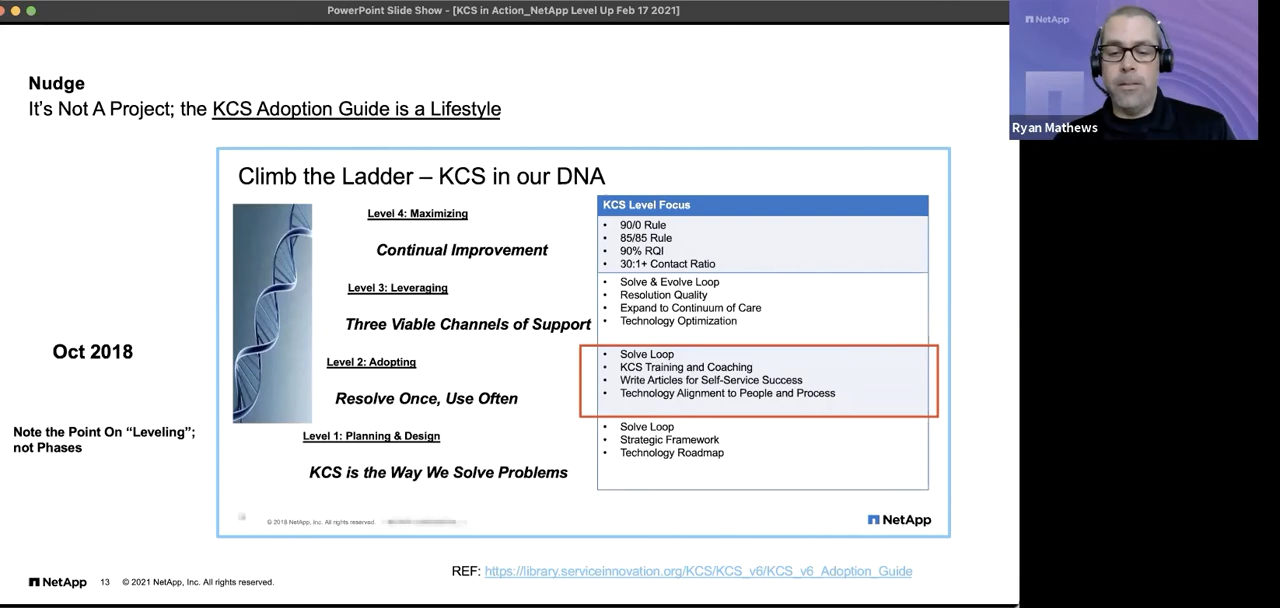 PowerPoint Slide Show - [KCS in Action_NetApp Level Up Feb 17 2021]
NetApp
Ryan Mathews
Nudge
It's Not A Project; the KCS Adoption Guide is a Lifestyle
Climb the Ladder – KCS in our DNA
Level 4: Maximizing
Continual Improvement
Level 3: Leveraging
Three Viable Channels of Support
Level 2: Adopting
Resolve Once, Use Often
Level 1: Planning & Design
KCS is the Way We Solve Problems
KCS Level Focus
• 90/0 Rule
• 85/85 Rule
• 90% RQI
• 30:1+ Contact Ratio
• Solve & Evolve Loop
• Resolution Quality
• Expand to Continuum of Care
• Technology Optimization
• Solve Loop
• KCS Training and Coaching
• Write Articles for Self-Service Success
• Technology Alignment to People and Process
• Solve Loop
• Strategic Framework
• Technology Roadmap
Oct 2018
Note the Point On “Leveling”;
not Phases
© 2018 NetApp, Inc. All rights reserved.
NetApp
REF: https://library.serviceinnovation.org/KCS/KCS_v6/KCS_v6_Adoption_Guide
NetApp 13 © 2021 NetApp, Inc. All rights reserved.